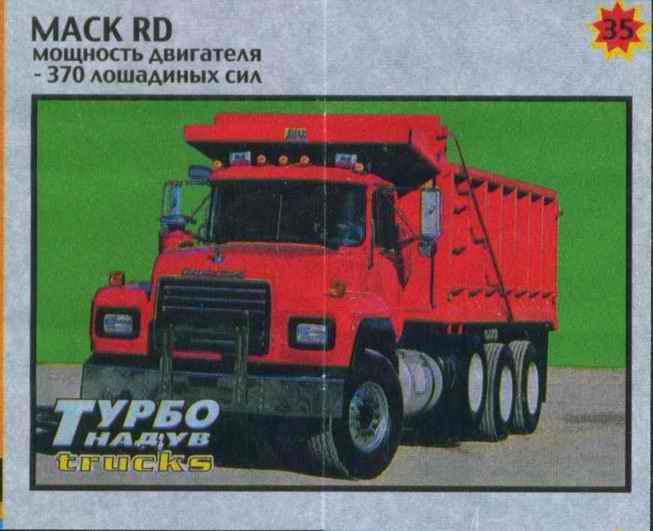 MACK RD
35
мощность двигателя
- 370 лошадиных сил
Турбо
надув
trucks